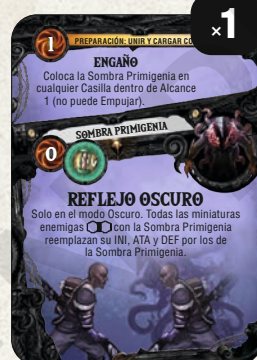 ×1
1
PREPARACIÓN: UNIR Y CARGAR
ENGAÑO
Coloca la Sombra Primigenia en
cualquier Casilla dentro de Alcance
1 (no puede Empujar).
SOMBRA PRIMIGENIA
0
REFLEJO OSCURO
Solo en el modo Oscuro. Todas las miniaturas
enemigas con la Sombra Primigenia
reemplazan su INI, ATA y DEF por los de
la Sombra Primigenia.